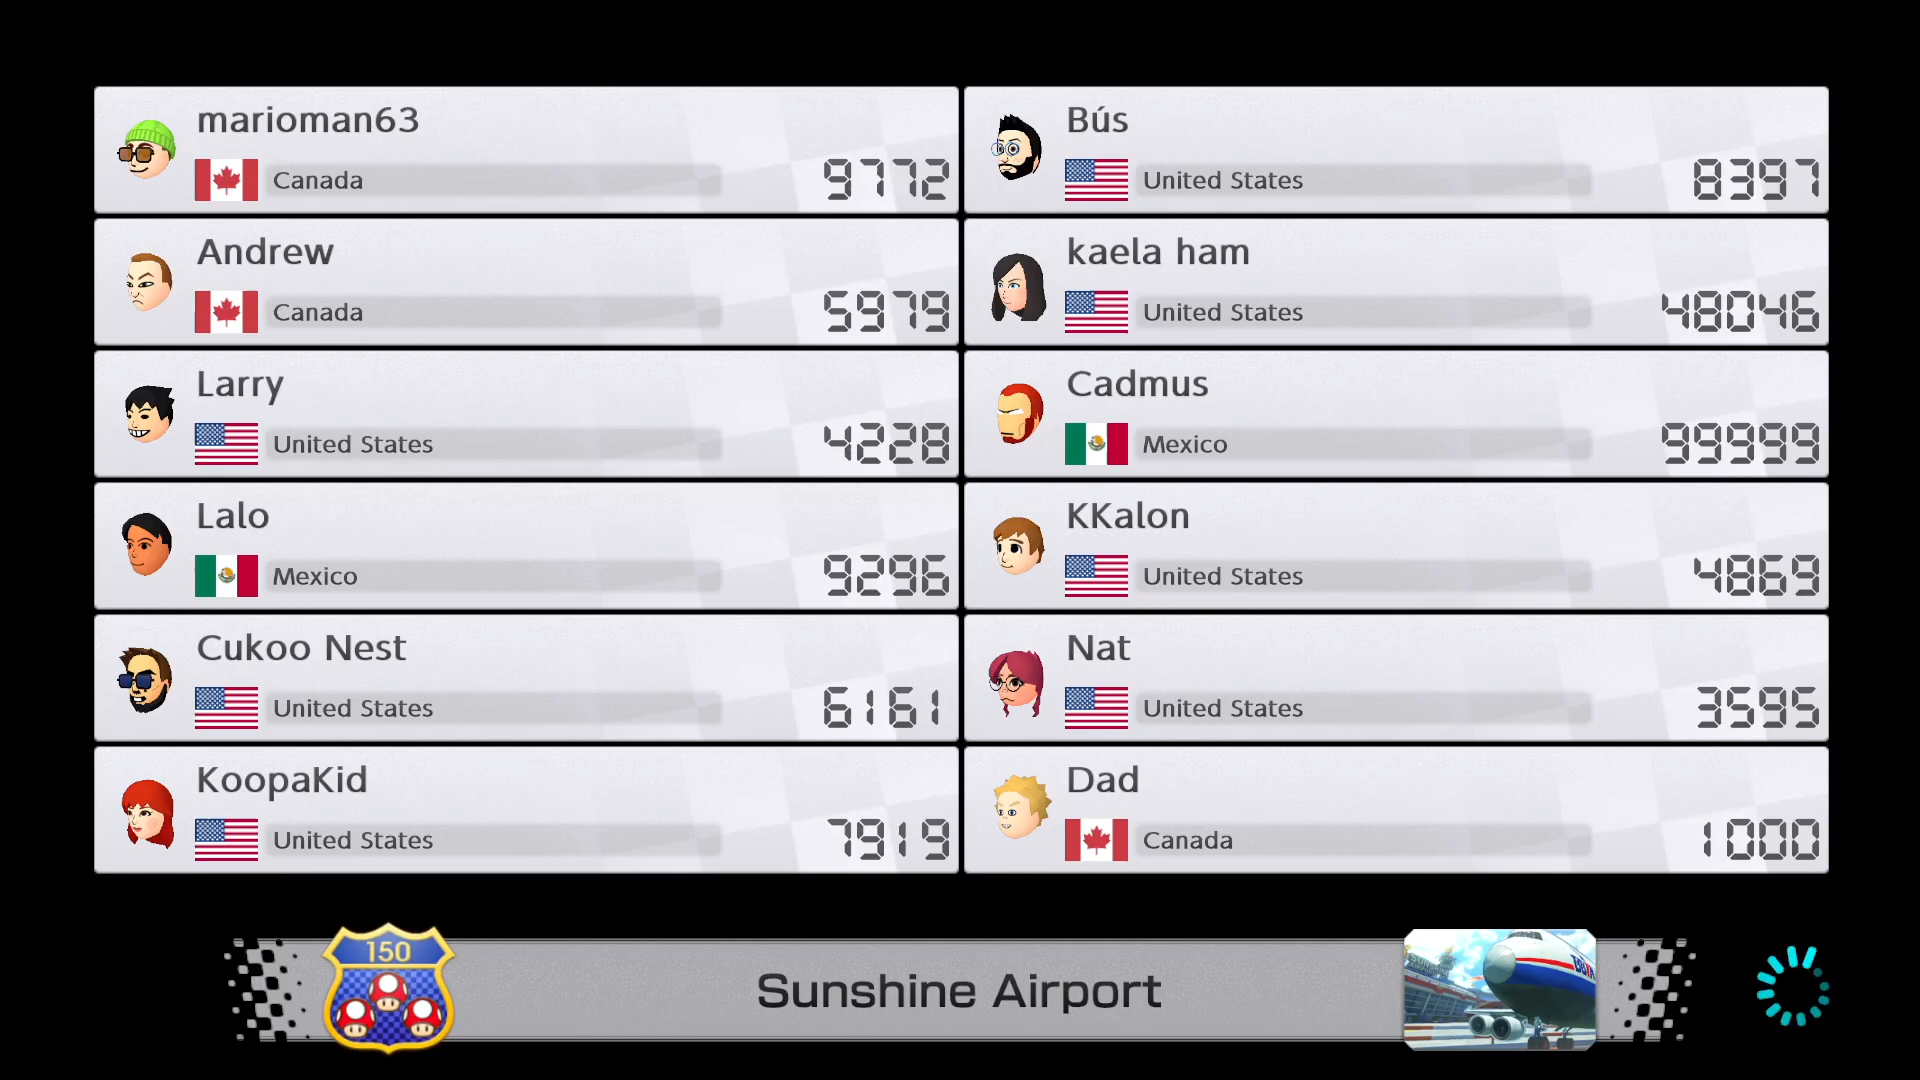 marioman63
Canada
9772
Bús
United States
8397
Andrew
Canada
5979
kaela ham
United States
48046
Larry
United States
4228
Cadmus
Mexico
99999
Lalo
Mexico
9296
KKalon
United States
4869
Cukoo Nest
United States
6161
Nat
United States
3595
KoopaKid
United States
7919
Dad
Canada
1000
150
Sunshine Airport